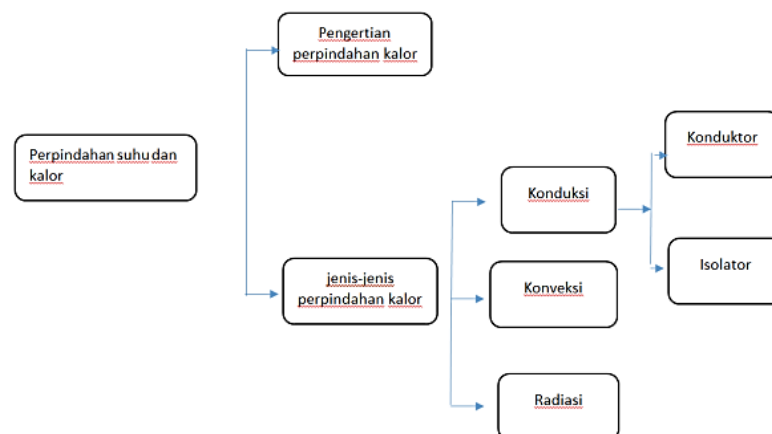 Pengertian
perpindahan kalor
Perpindahan suhu dan
kalor
jenis-jenis
perpindahan kalor
Konduksi
Konveksi
Radiasi
Konduktor
Isolator